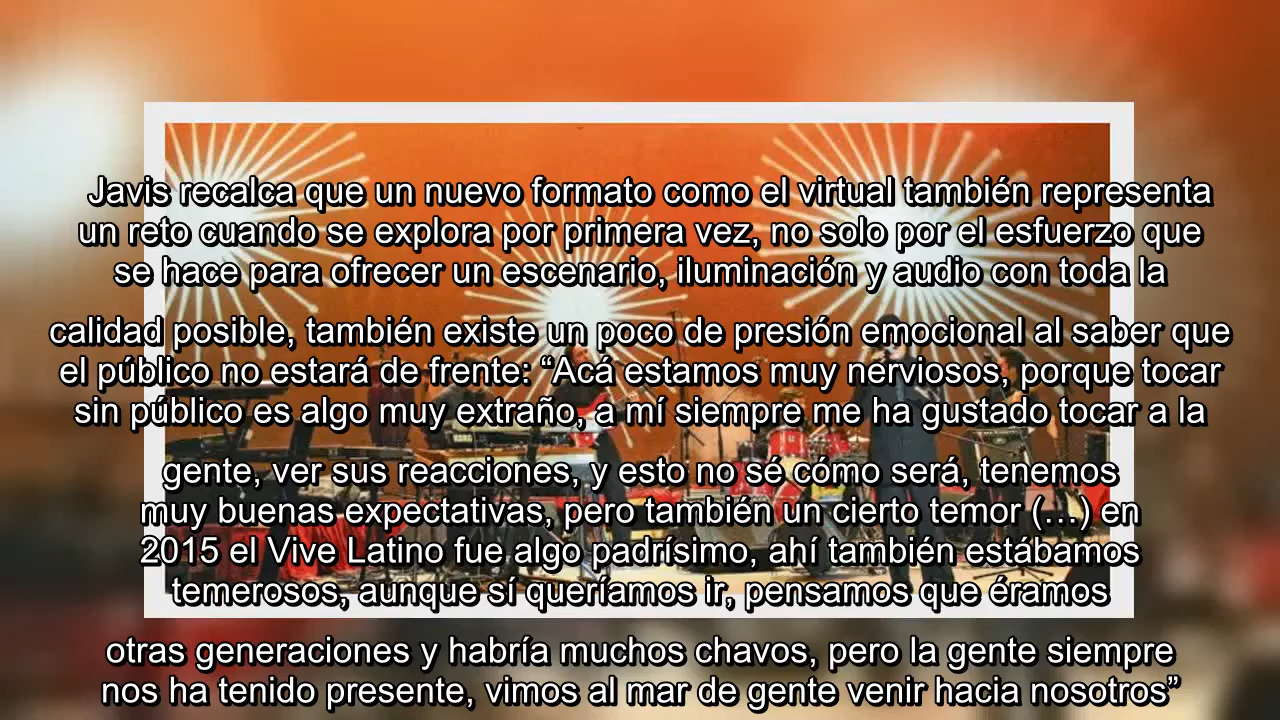 Javis recalca que un nuevo formato como el virtual también representa
un reto cuando se explora por primera vez, no solo por el esfuerzo que
se hace para ofrecer un escenario, iluminación y audio con toda la
calidad posible, también existe un poco de presión emocional al saber que
el público no estará de frente: “Acá estamos muy nerviosos, porque tocar
sin público es algo muy extraño, a mí siempre me ha gustado tocar a la
gente, ver sus reacciones, y esto no sé cómo será, tenemos
muy buenas expectativas, pero también un cierto temor (…) en
2015 el Vive Latino fue algo padrísimo, ahí también estábamos
temerosos, aunque sí queríamos ir, pensamos que éramos
otras generaciones y habría muchos chavos, pero la gente siempre
nos ha tenido presente, vimos al mar de gente venir hacia nosotros”
KORG